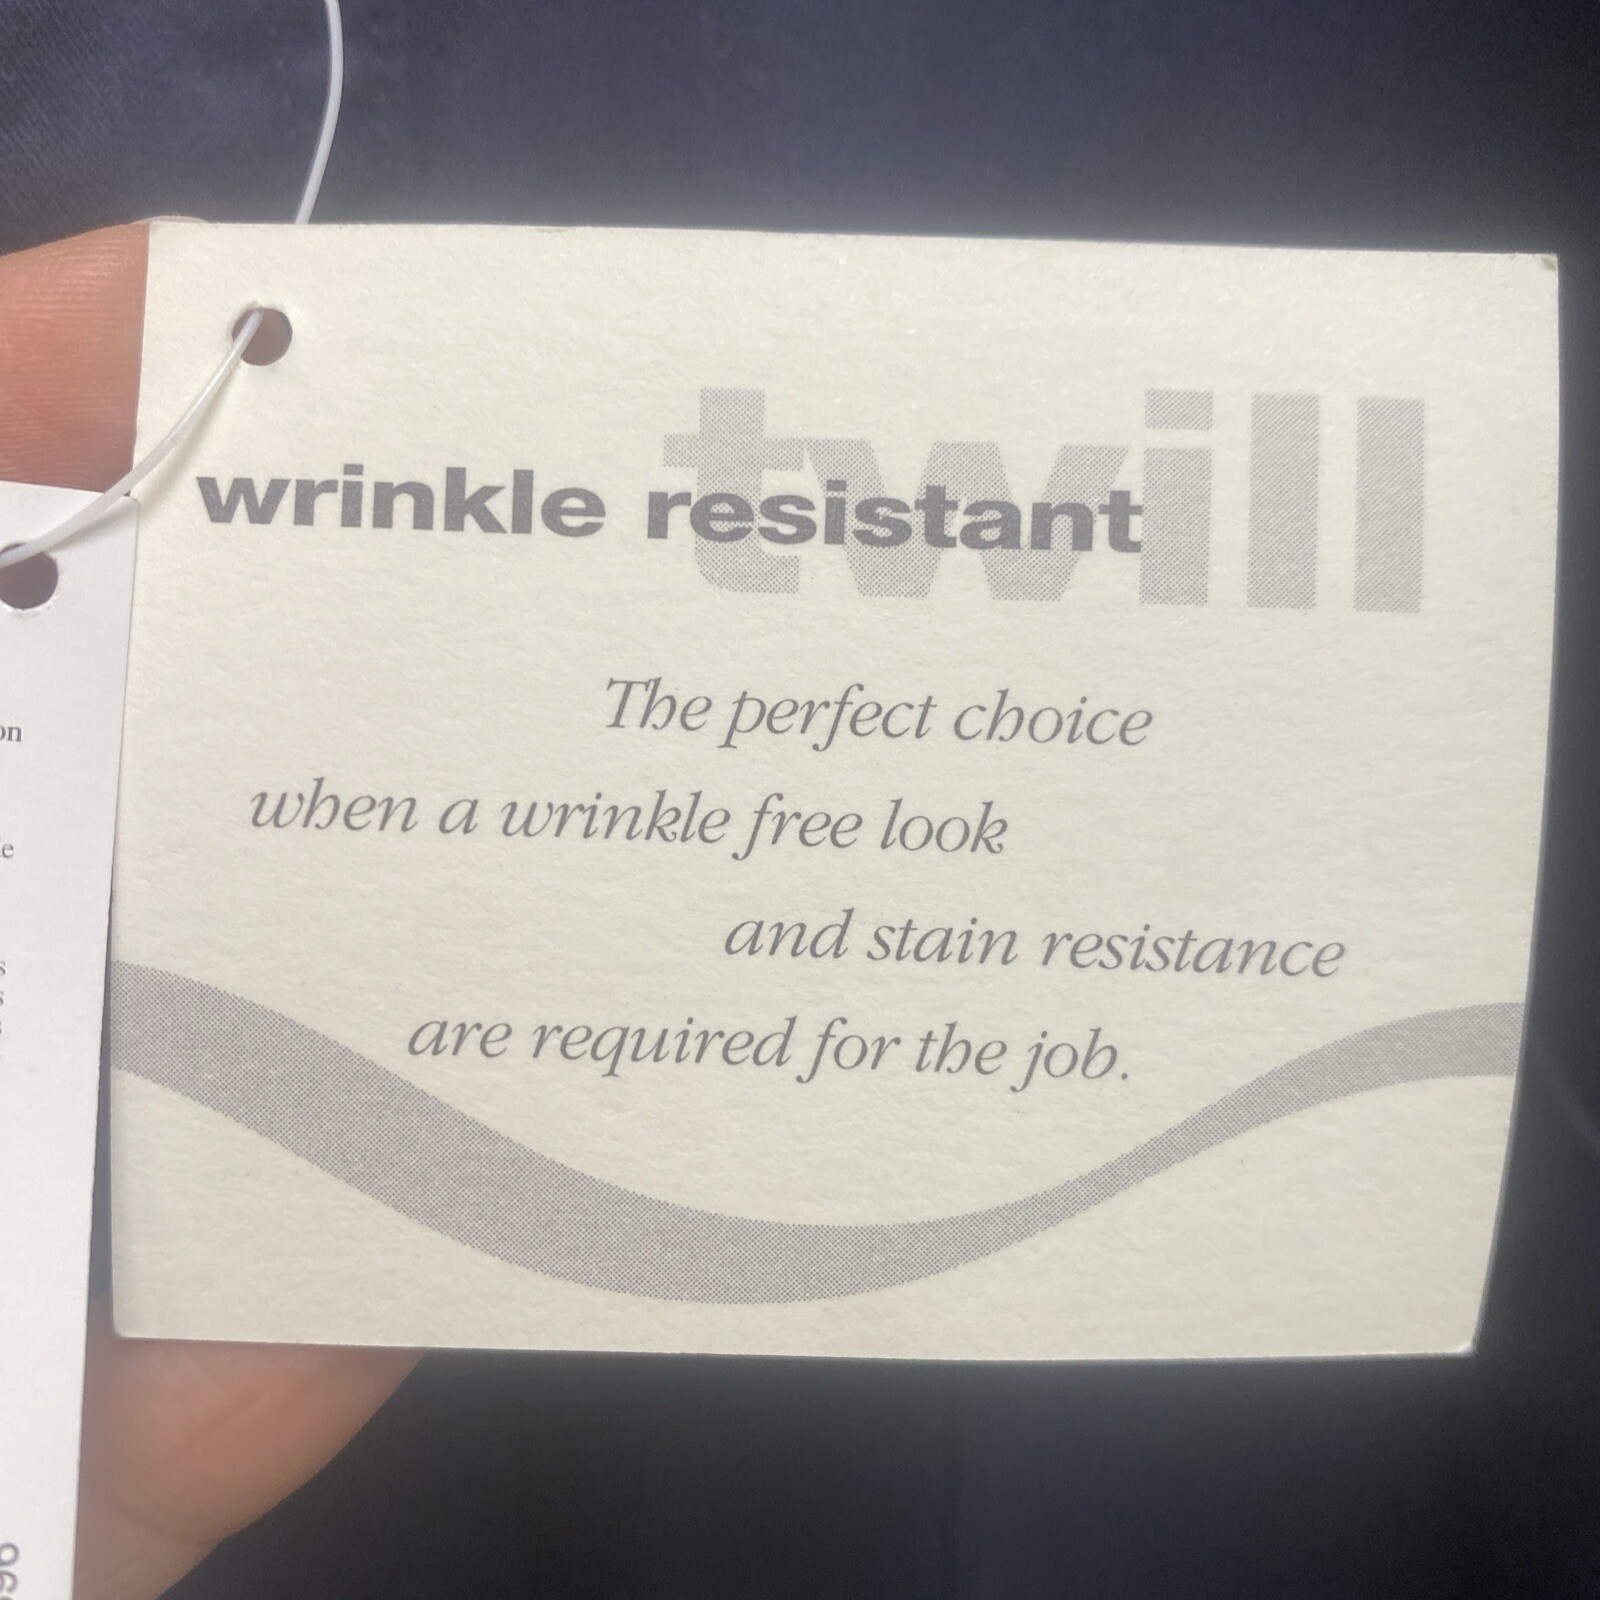 wrinkle resistant twill
The perfect choice
when a wrinkle free look
and stain resistance
are required for the job.